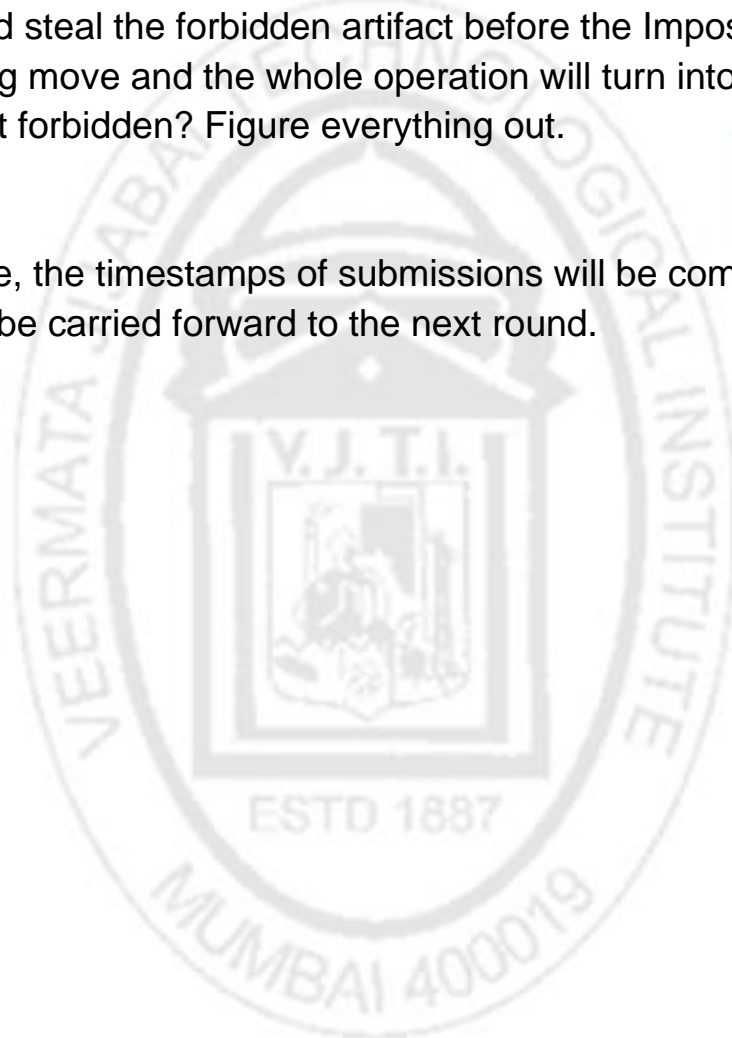 steal the forbidden artifact before the
move and the whole operation will turn into
forbidden? Figure everything out.
the timestamps of submissions will be
be carried forward to the next round.
VEERMATA JIJABAI TECHNOLOGICAL INSTITUTE
V.J.T.I.
ESTD 1887
MUMBAI 400019